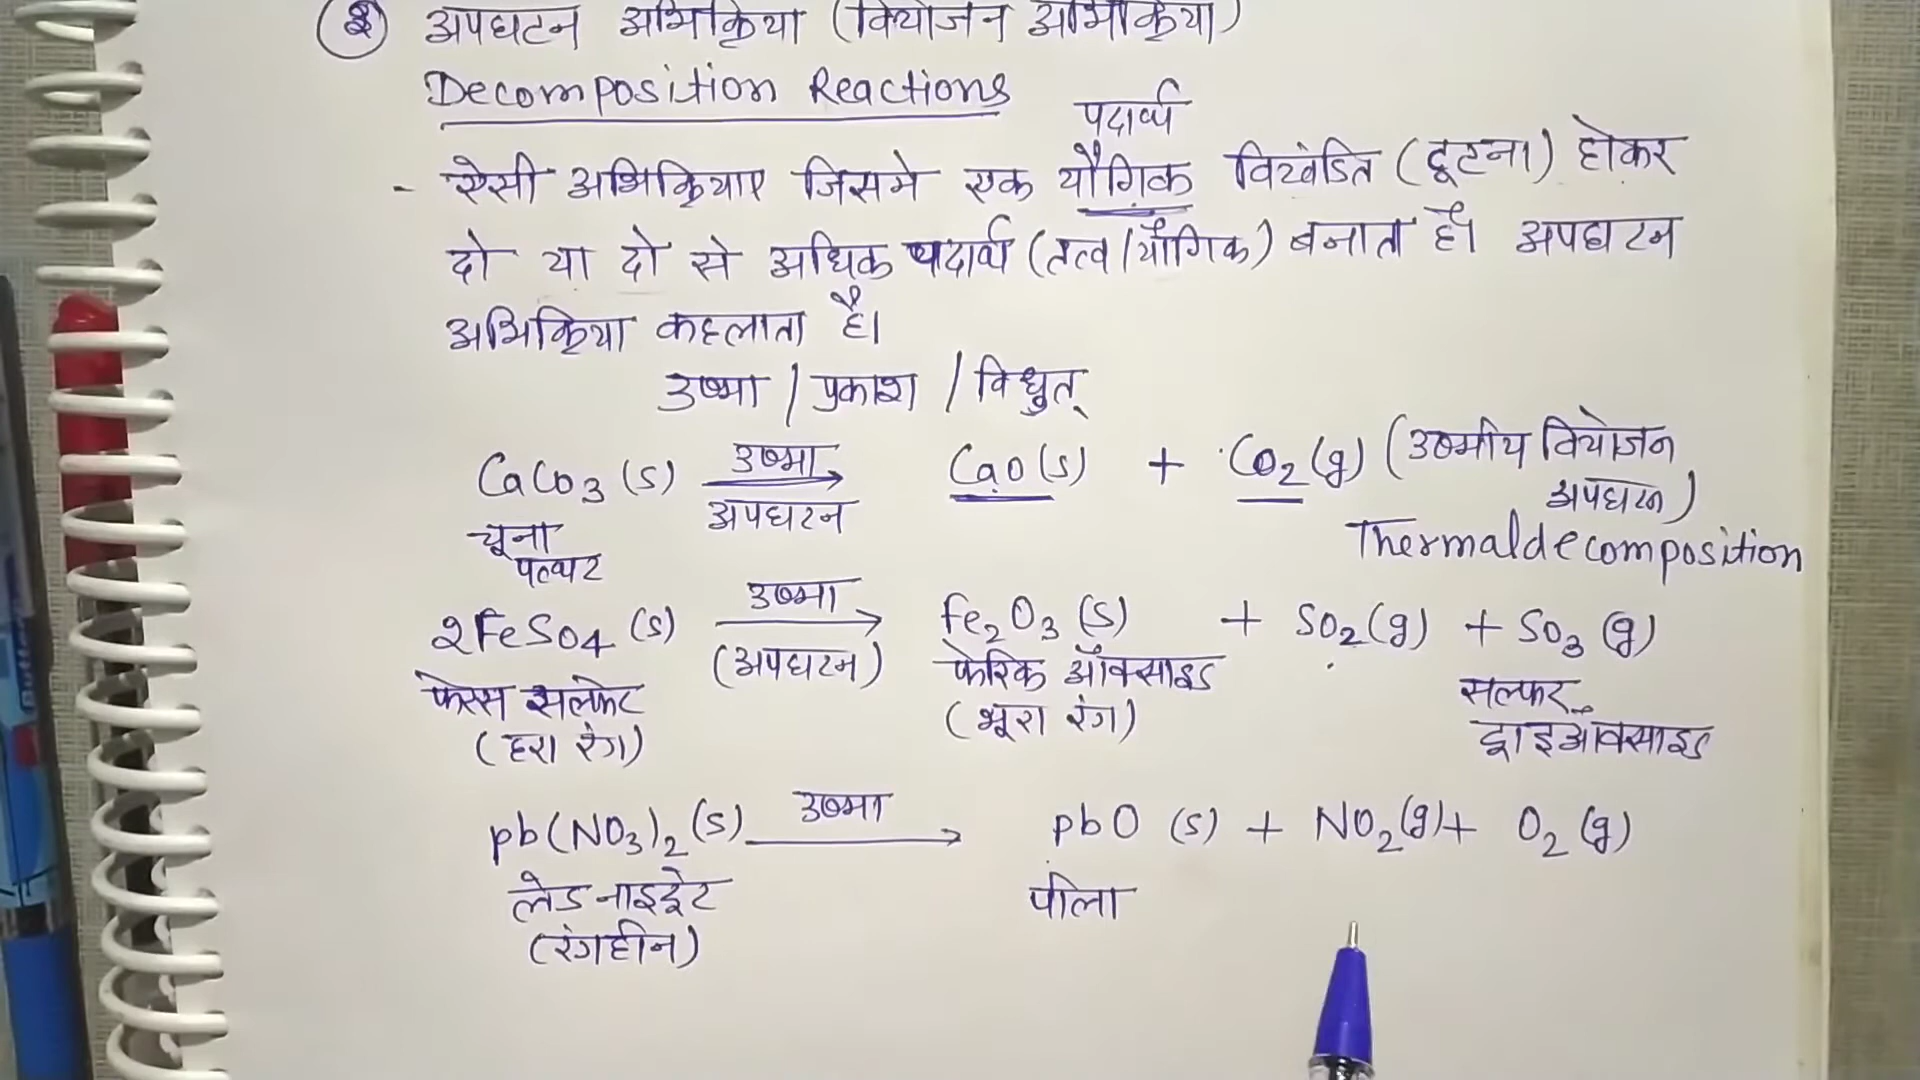 ② अपघटन अभिक्रिया (वियोजन अभिक्रिया)
Decomposition Reactions
पदार्थ
- ऐसी अभिक्रियाए जिसमे एक यौगिक विखंडित (टूटना) होकर
दो या दो से अधिक पदार्थ (तत्व/यौगिक) बनाता है। अपघटन
अभिक्रिया कहलाता है।
उष्मा / प्रकाश / विधुत्
CaCo3 (s) उष्मा → अपघटन CaO(s) + CO2 (g) (उष्मीय वियोजन
अपघटन)
चूना
पत्थर
Thermal decomposition
2FeSO4 (s) उष्मा → (अपघटन) Fe2O3 (s) + SO2 (g) + SO3 (g)
फेरस सल्फेट
(हरा रंग)
फेरिक ऑक्साइड
(भूरा रंग)
सल्फर
ट्राइऑक्साइड
pb(NO3)2 (s) उष्मा → pbO (s) + NO2(g) + O2 (g)
लेड नाइट्रेट
(रंगहीन)
पीला